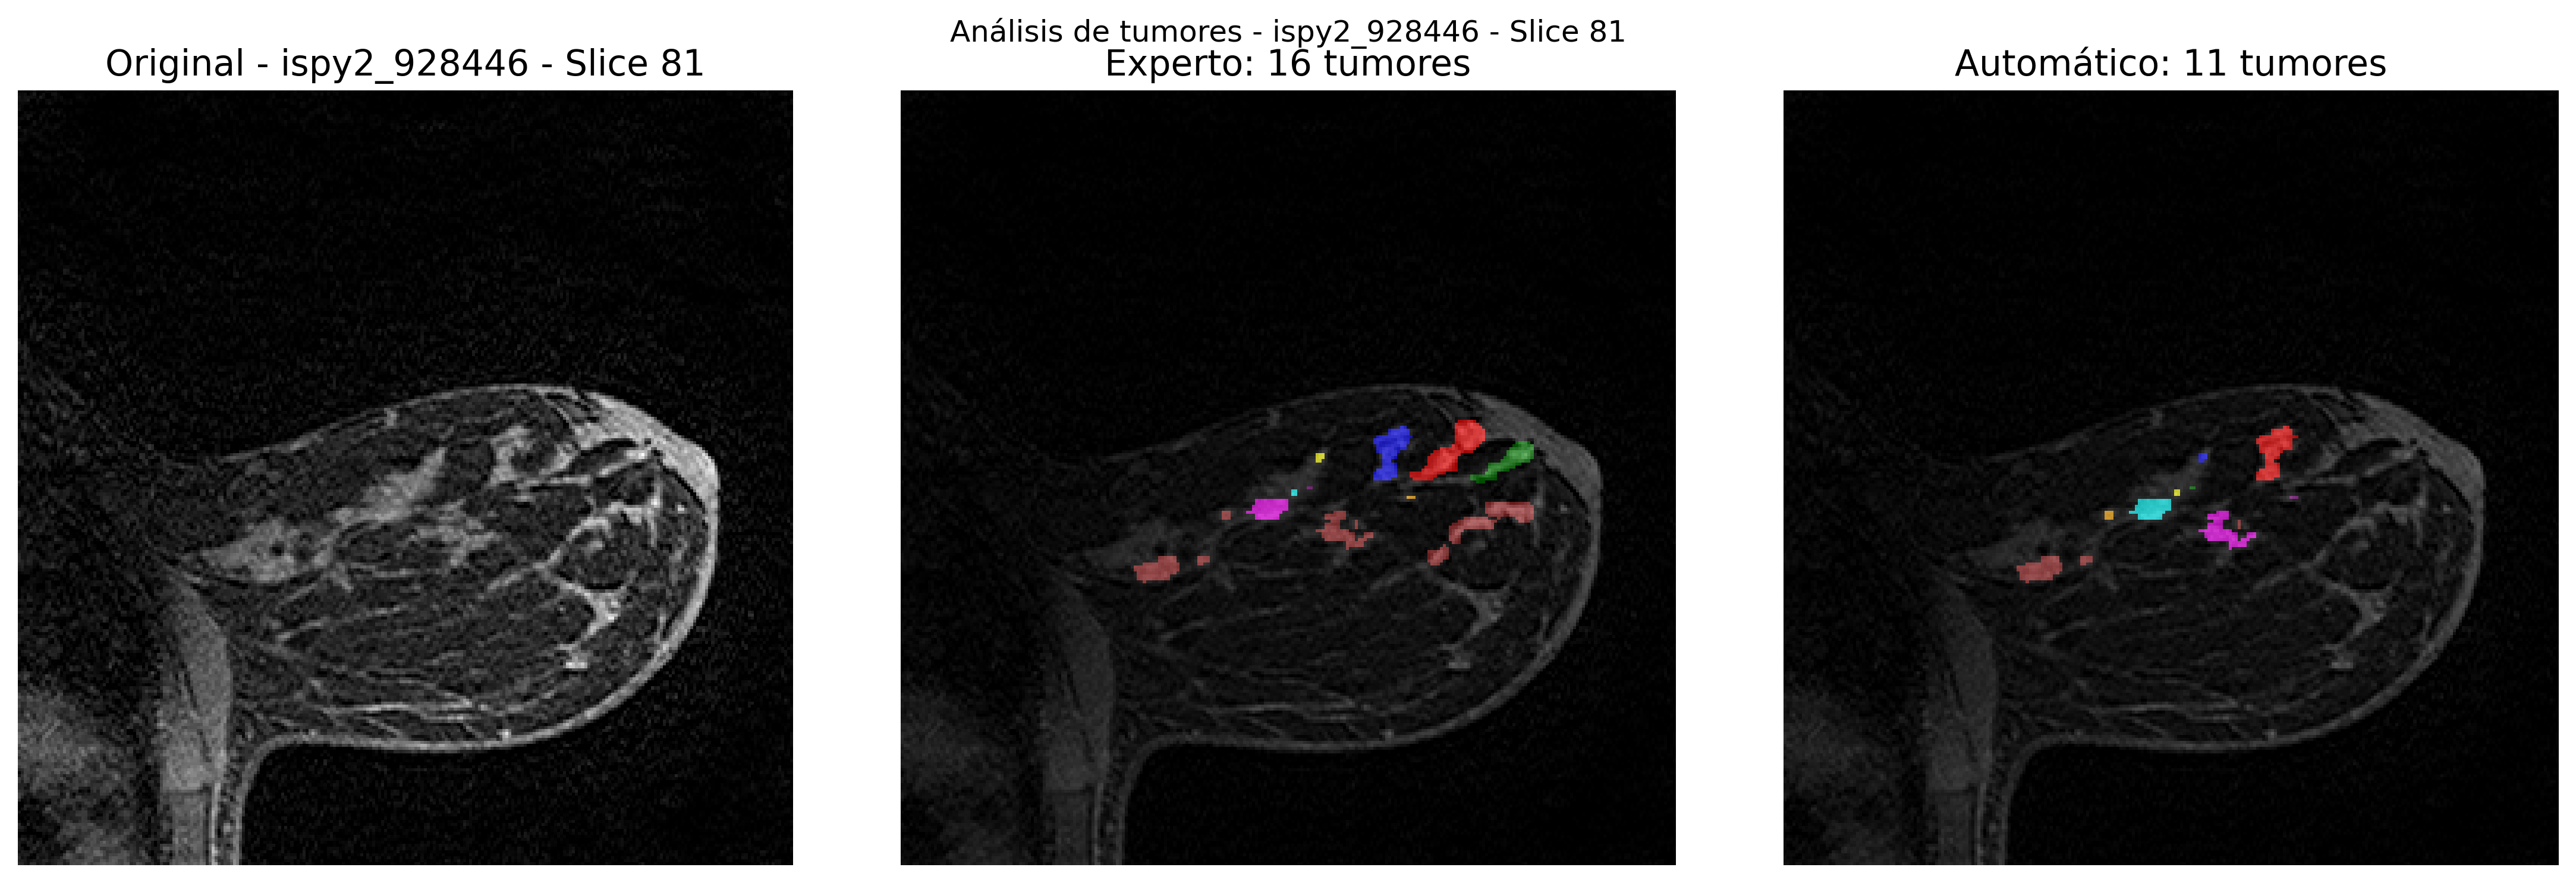 Análisis de tumores - ispy2_928446 - Slice 81
Original - ispy2_928446 - Slice 81
Experto: 16 tumores
Automático: 11 tumores